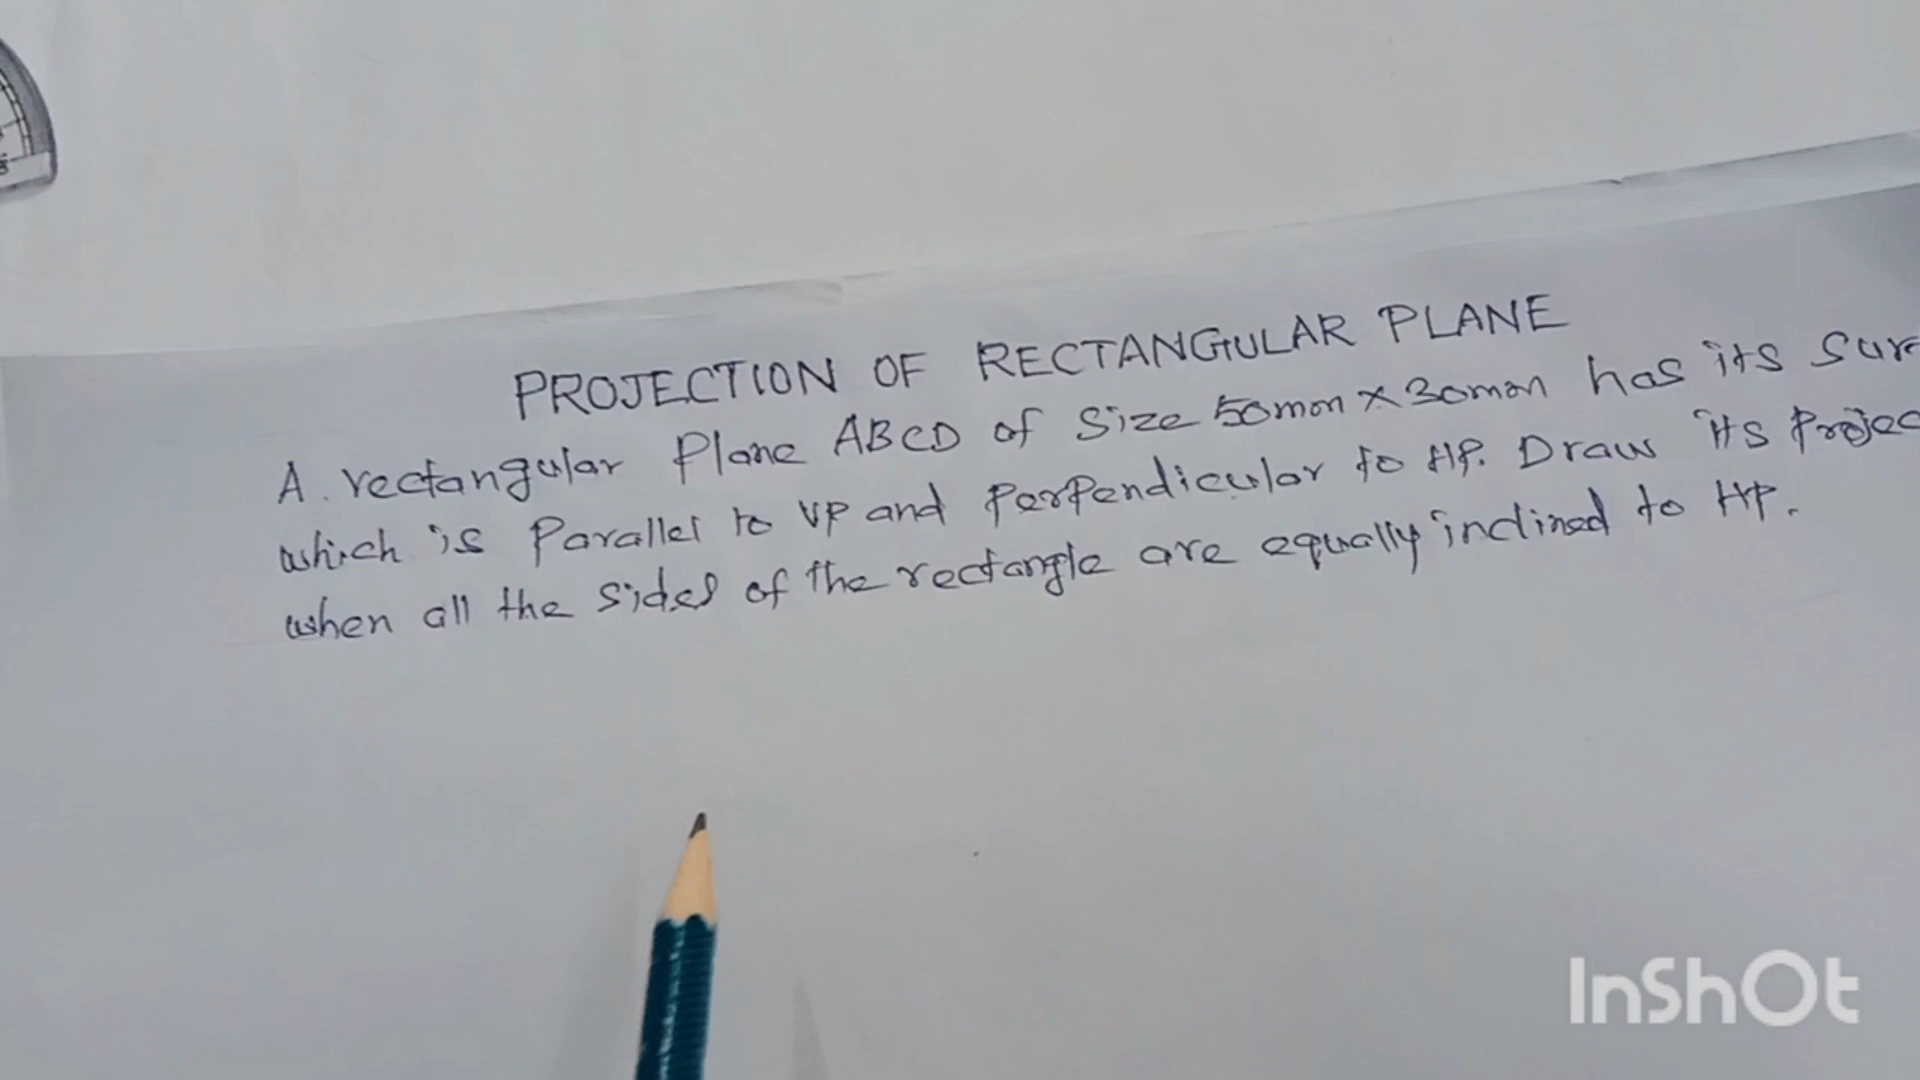 PROJECTION OF RECTANGULAR PLANE
A. rectangular Plane ABCD of Size 50mm x 30mm has its Sur
which is Parallel to VP and Perpendicular to HP. Draw its Projec
when all the sides of the rectangle are equally inclined to HP.
InShOt